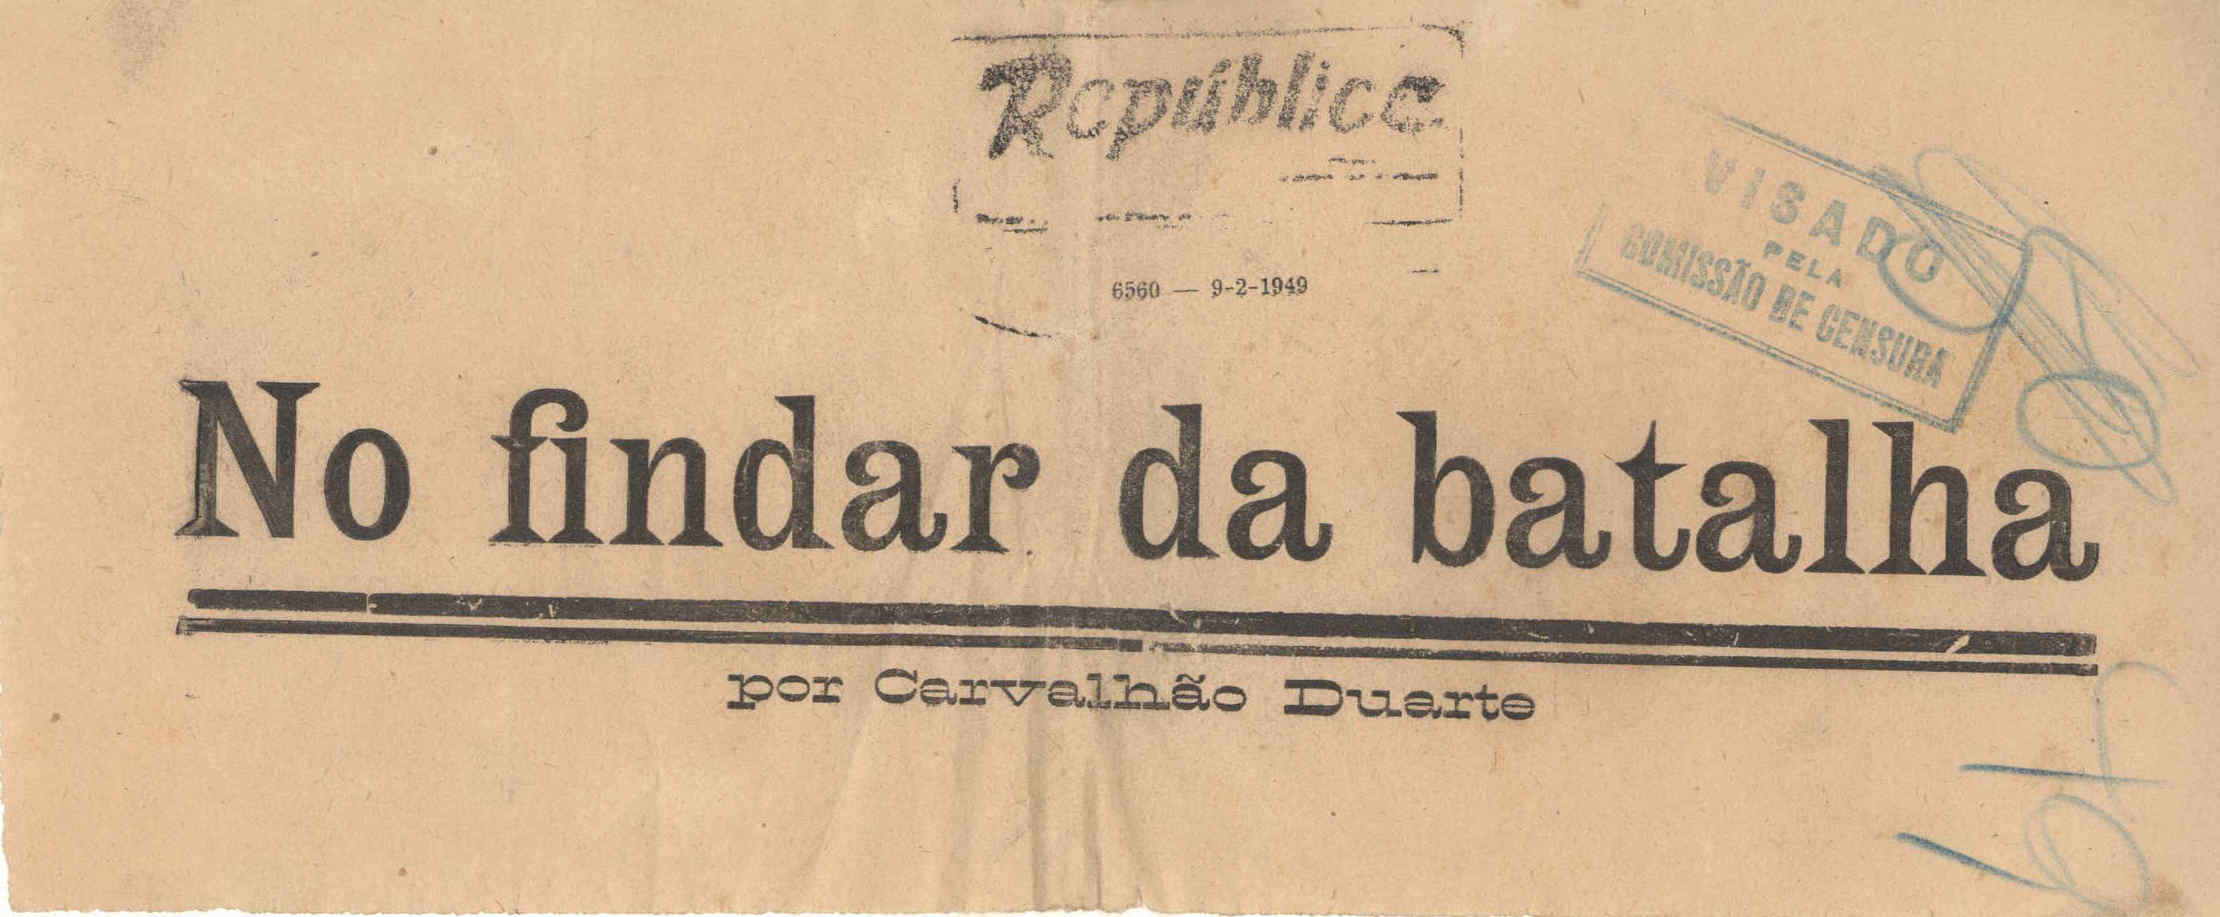 República
6560 — 9-2-1949
VISADO
PELA
COMISSÃO DE CENSURA
No findar da batalha
por Carvalhão Duarte